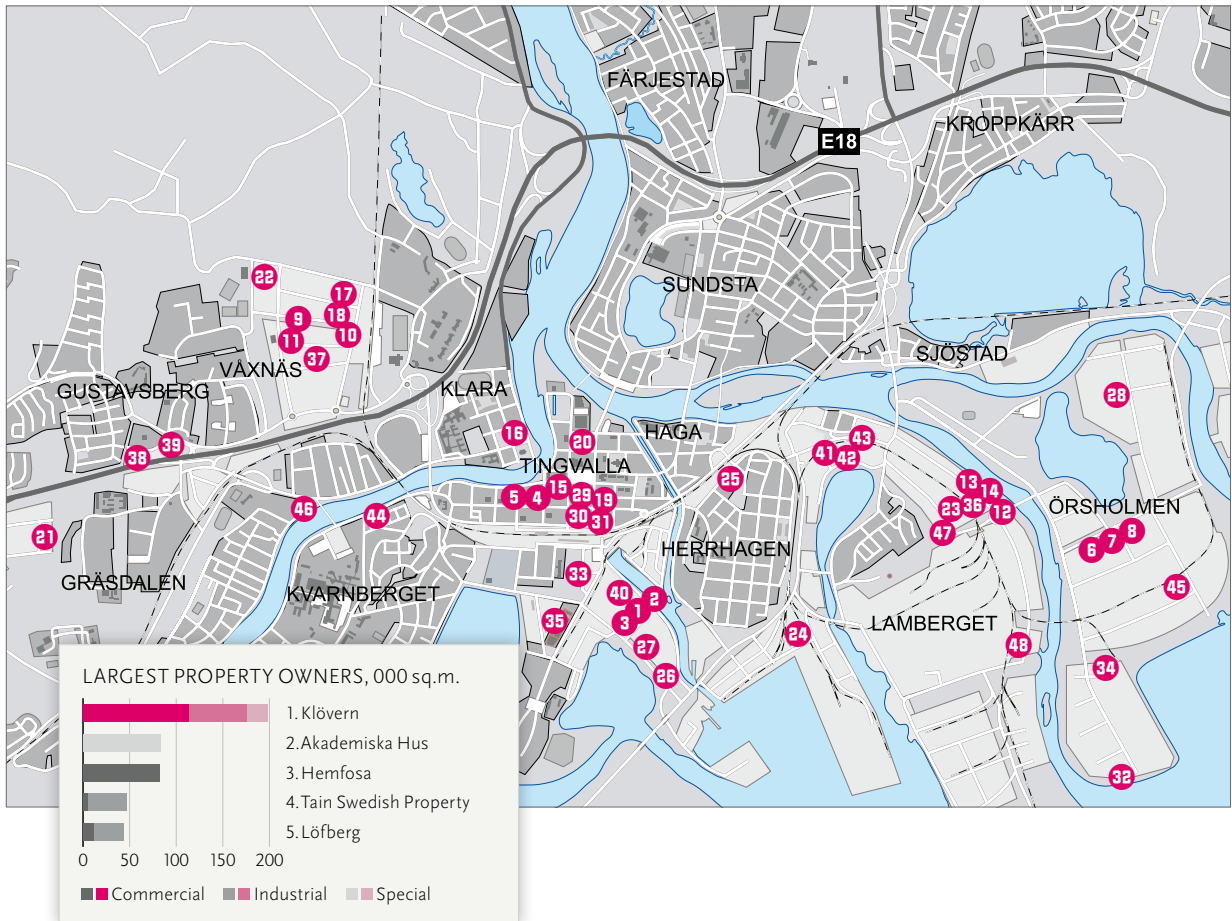 FÄRJESTAD
KROPPKÄRR
E18
SUNDSTA
22
17
9
18
10
11
37
VÄXNÄS
GUSTAVSBERG
SJÖSTAD
KLARA
28
39
38
16
20
HAGA
TINGVALLA
43
41
42
25
5
4
15
29
19
30
31
13
14
23
36
12
47
46
44
ÖRSHOLMEN
8
7
6
21
GRÄSDALEN
KVARNBERGET
HERRHAGEN
33
40
2
1
3
35
45
LAMBERGET
24
27
26
48
34
32
LARGEST PROPERTY OWNERS, 000 sq.m.
1. Klövern
2. Akademiska Hus
3. Hemfosa
4. Tain Swedish Property
5. Löfberg
0 50 100 150 200
Commercial Industrial Special